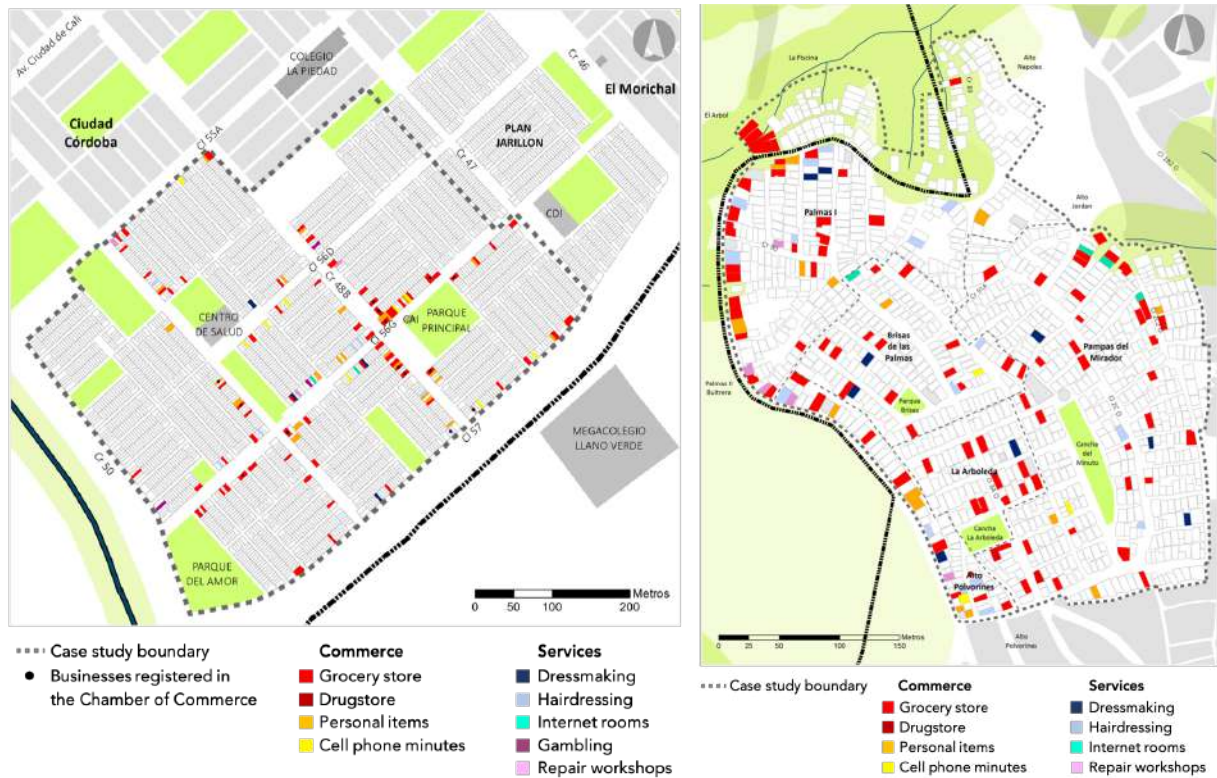 Av. Ciudad de Cali
COLEGIO
LA PIEDAD
Cr 46
El Morichal
Ciudad
Córdoba
Cl 55A
PLAN
JARILLON
Cr 47
CDI
Cl 56D
Cr 48B
CENTRO
DE SALUD
CAI
Cl 56G
PARQUE
PRINCIPAL
Cl 57
MEGACOLEGIO
LLANO VERDE
Cr 50
PARQUE
DEL AMOR
Metros
0 50 100 200
Case study boundary
Businesses registered in
the Chamber of Commerce
Commerce
Grocery store
Drugstore
Personal items
Cell phone minutes
Services
Dressmaking
Hairdressing
Internet rooms
Gambling
Repair workshops
La Piscina
Alto
Napoles
El Arbol
Palmas I
Alto
Jordan
Brisas
de las
Palmas
Pampas del
Mirador
Palmas II
Buitrera
Parque
Brisas
Cancha
del
Minuto
La Arboleda
Cancha
La Arboleda
Alto
Polvorines
Alto
Polvorines
Metros
0 25 50 100 150
Case study boundary
Commerce
Grocery store
Drugstore
Personal items
Cell phone minutes
Services
Dressmaking
Hairdressing
Internet rooms
Repair workshops